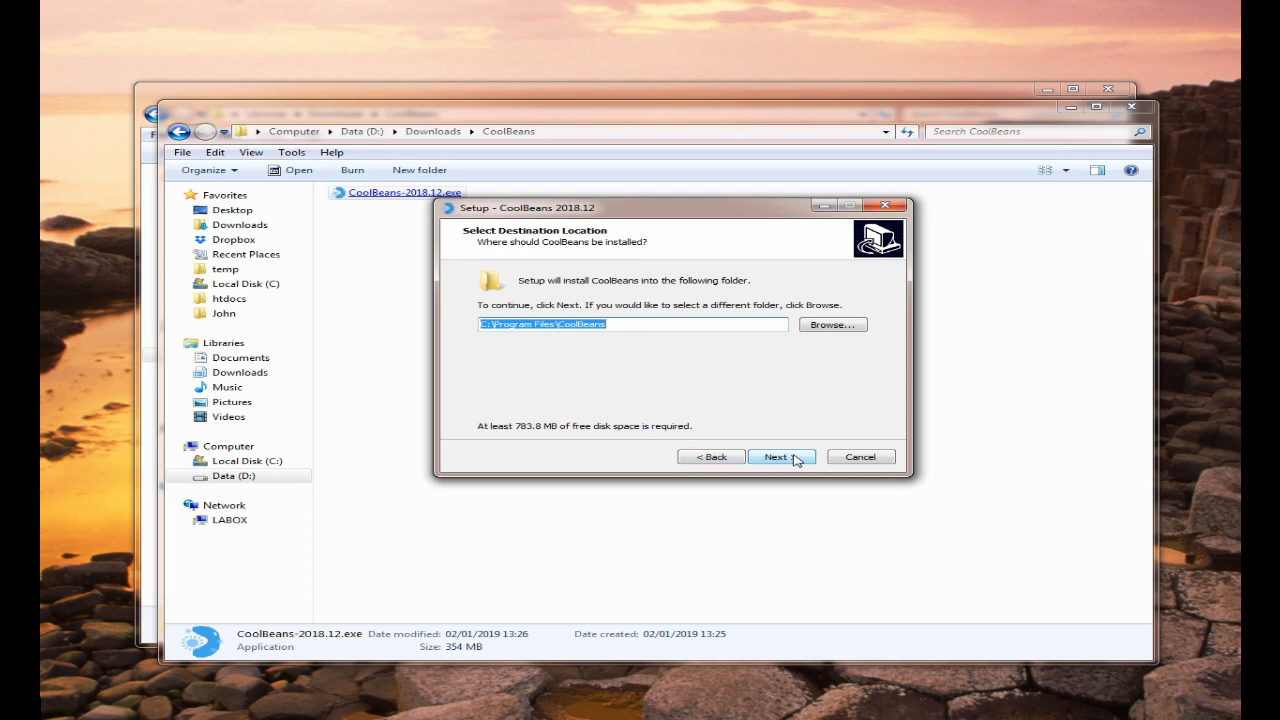 Computer ▸ Data (D:) ▸ Downloads ▸ CoolBeans
Search CoolBeans
File Edit View Tools Help
Organize Open Burn New folder
Favorites
Desktop
Downloads
Dropbox
Recent Places
temp
Local Disk (C)
htdocs
John
Libraries
Documents
Downloads
Music
Pictures
Videos
Computer
Local Disk (C:)
Data (D:)
Network
LABOX
CoolBeans-2018.12.exe
Setup - CoolBeans 2018.12
Select Destination Location
Where should CoolBeans be installed?
Setup will install CoolBeans into the following folder.
To continue, click Next. If you would like to select a different folder, click Browse.
C:\Program Files\CoolBeans
Browse...
At least 783.8 MB of free disk space is required.
< Back Next > Cancel
CoolBeans-2018.12.exe Date modified: 02/01/2019 13:26 Date created: 02/01/2019 13:25
Application Size: 354 MB